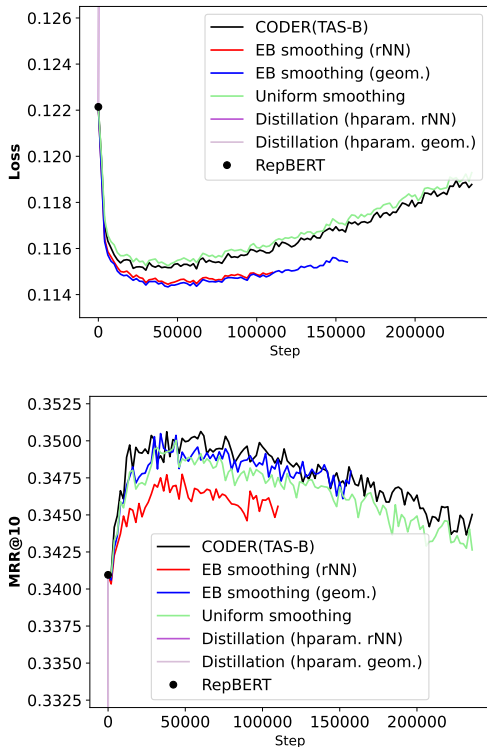 0.126
0.124
0.122
0.120
0.118
0.116
0.114
Loss
CODER(TAS-B)
EB smoothing (rNN)
EB smoothing (geom.)
Uniform smoothing
Distillation (hparam. rNN)
Distillation (hparam. geom.)
RepBERT
0
50000
100000
150000
200000
Step
0.3525
0.3500
0.3475
0.3450
0.3425
0.3400
0.3375
0.3350
0.3325
MRR@10
CODER(TAS-B)
EB smoothing (rNN)
EB smoothing (geom.)
Uniform smoothing
Distillation (hparam. rNN)
Distillation (hparam. geom.)
RepBERT
0
50000
100000
150000
200000
Step